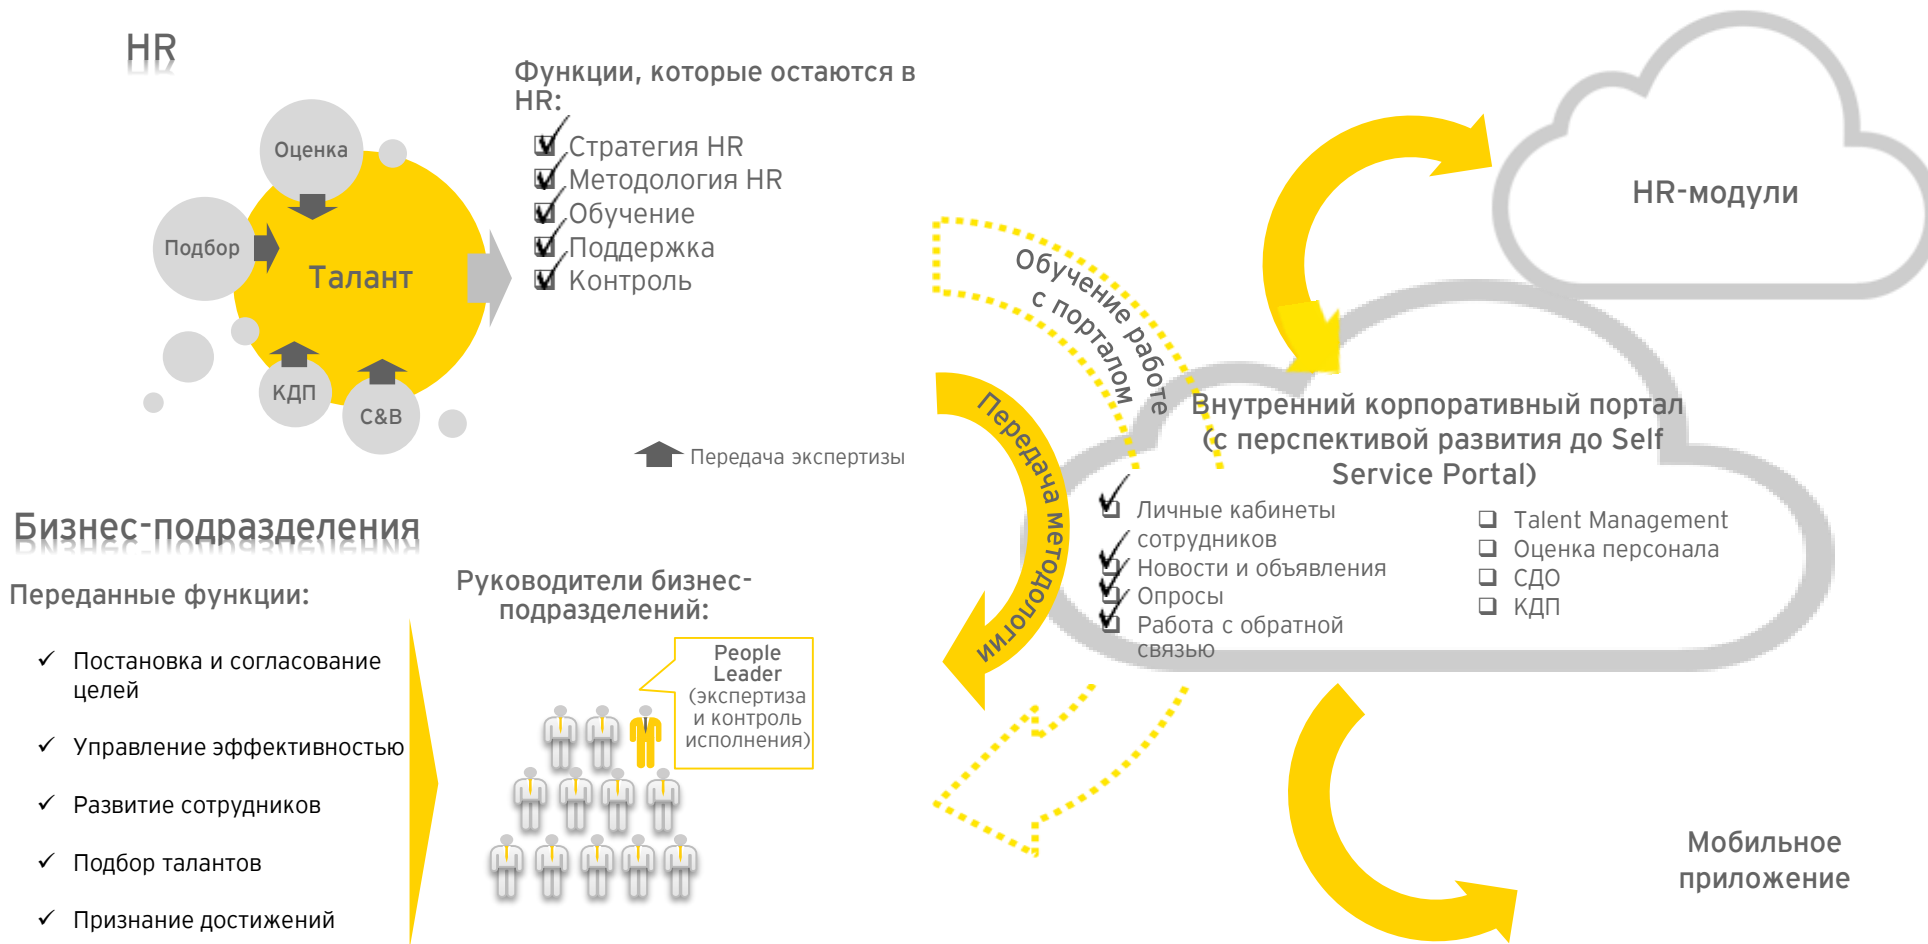 HR
Оценка
Подбор
Талант
КДП
C&B
Функции, которые остаются в
HR:
Стратегия HR
Методология HR
Обучение
Поддержка
Контроль
Передача экспертизы
Бизнес-подразделения
Переданные функции:
Постановка и согласование
целей
Управление эффективностью
Развитие сотрудников
Подбор талантов
Признание достижений
Руководители бизнес-
подразделений:
People
Leader
(экспертиза
и контроль
исполнения)
Обучение работе
с порталом
Передача методологии
HR-модули
Внутренний корпоративный портал
(с перспективой развития до Self
Service Portal)
Личные кабинеты
сотрудников
Новости и объявления
Опросы
Работа с обратной
связью
Talent Management
Оценка персонала
СДО
КДП
Мобильное
приложение